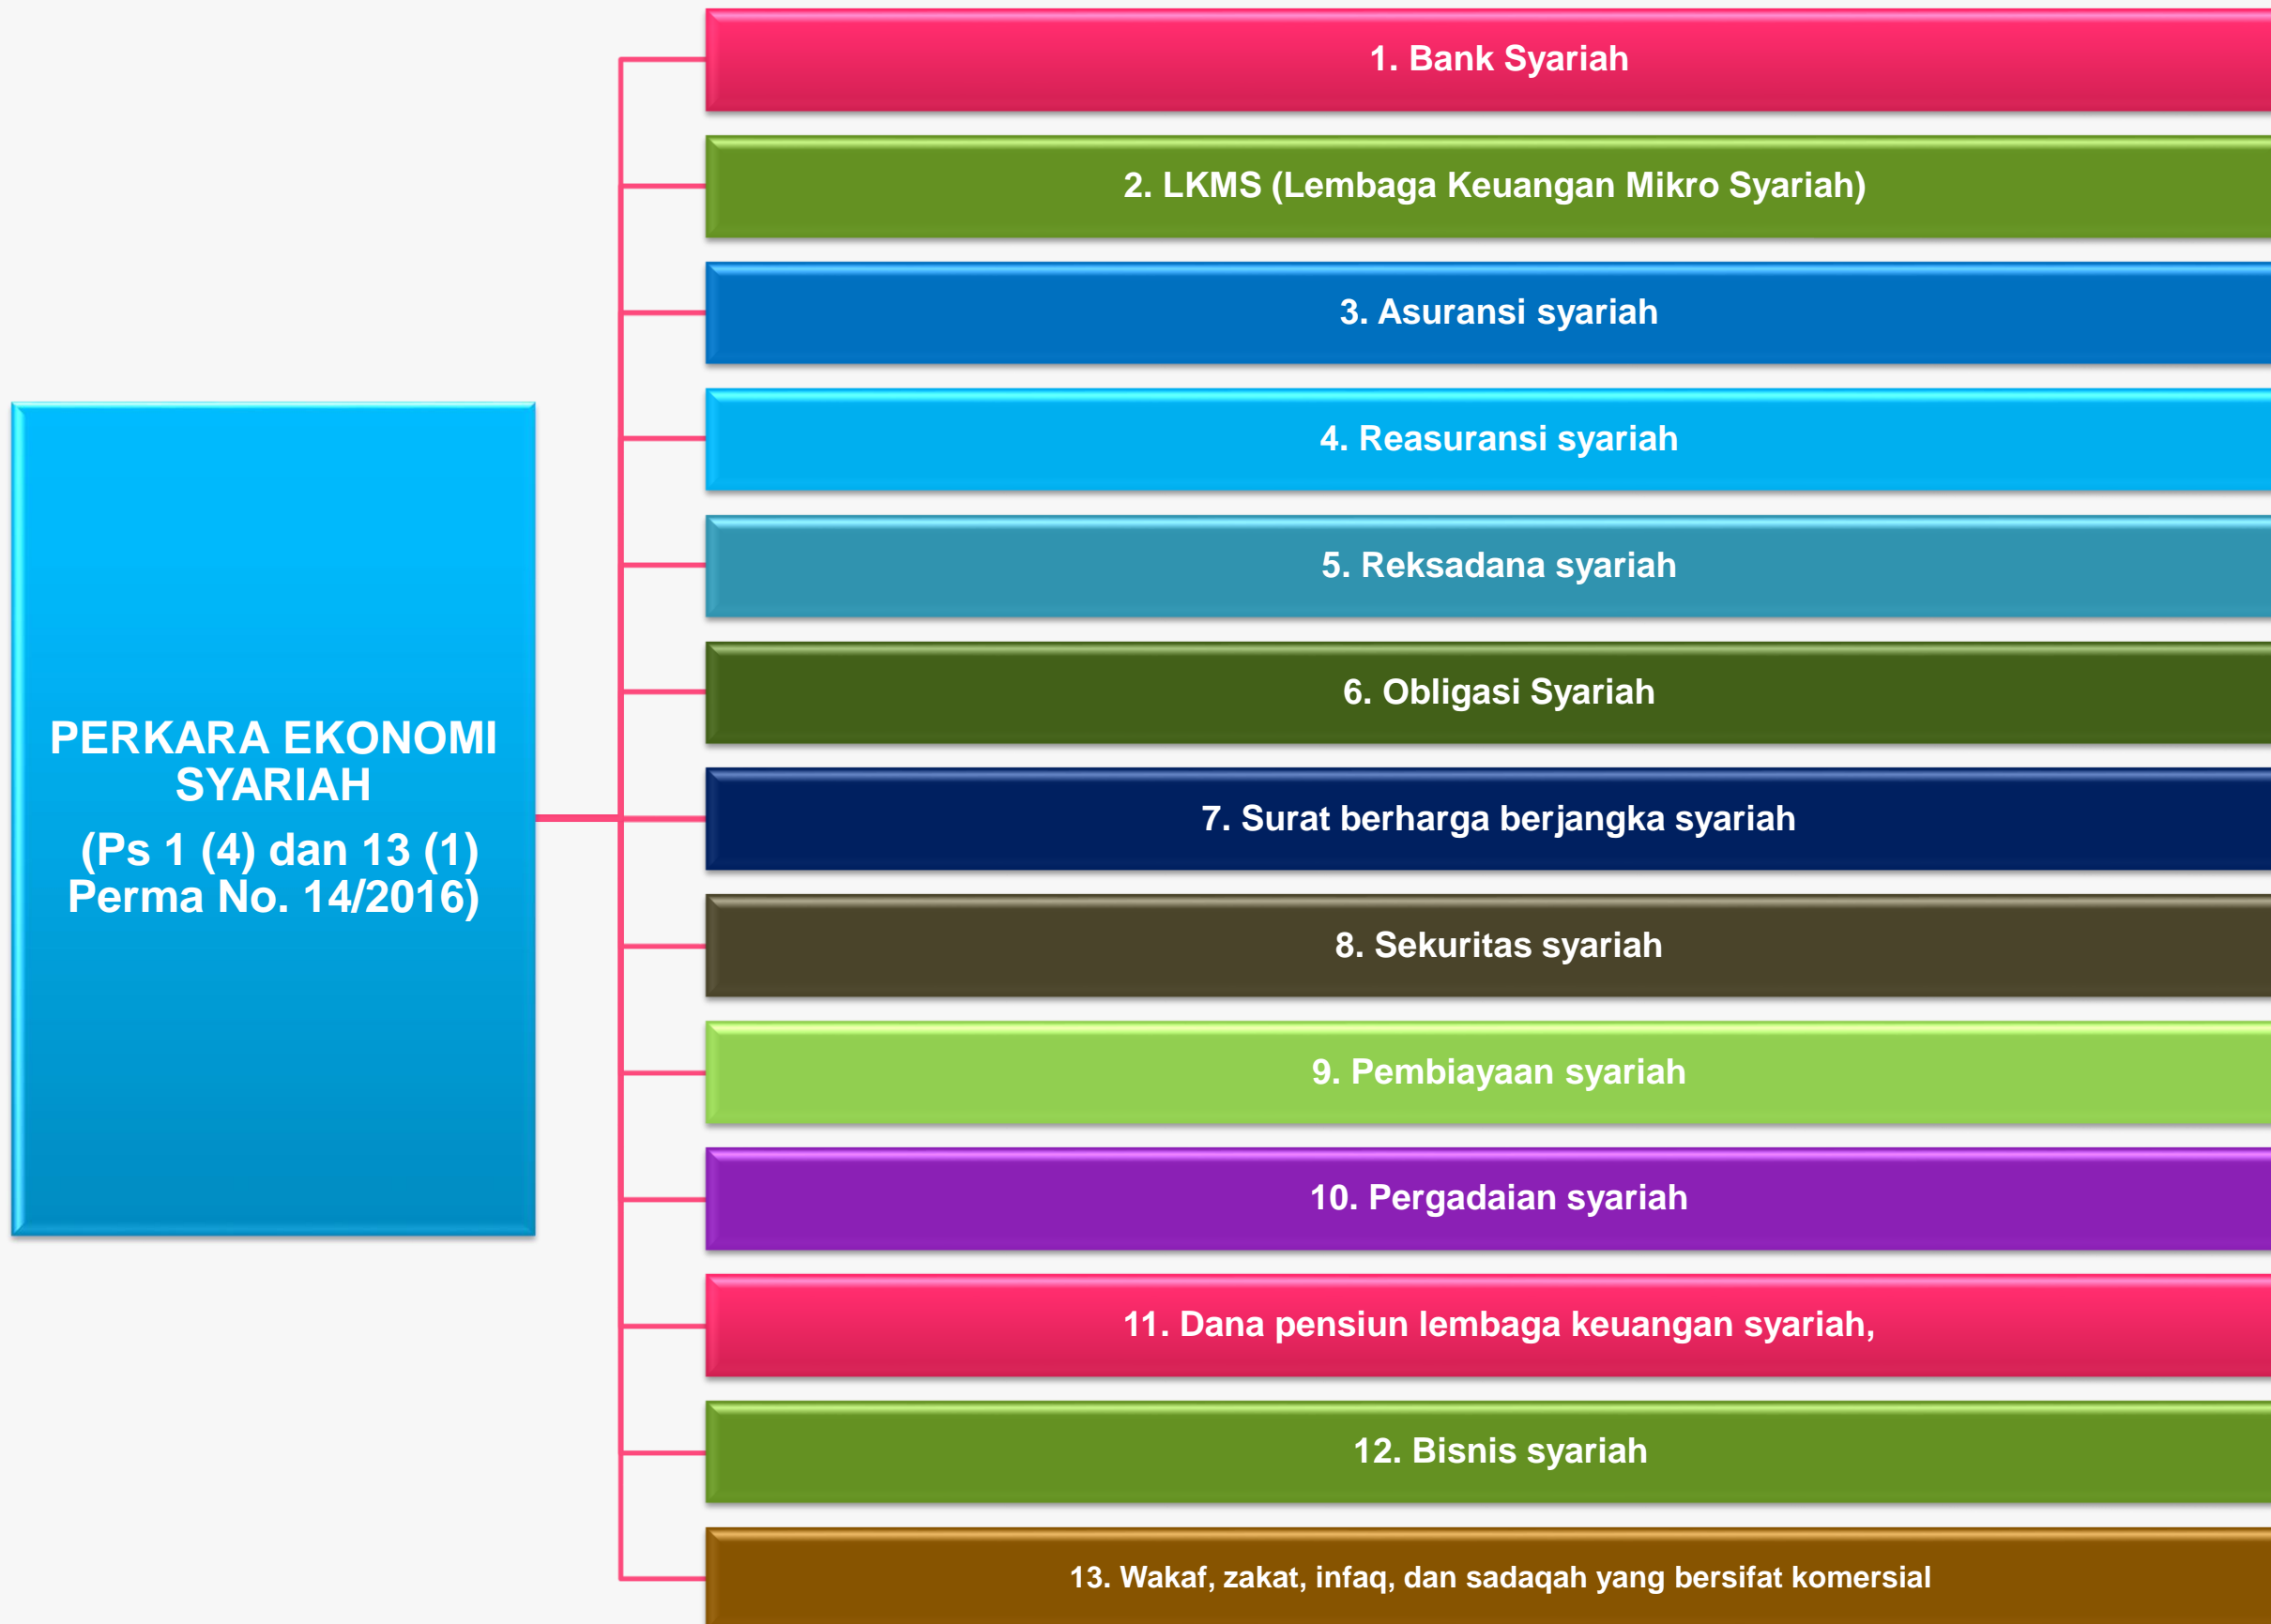 PERKARA EKONOMI
SYARIAH
(Ps 1 (4) dan 13 (1)
Perma No. 14/2016)
1. Bank Syariah
2. LKMS (Lembaga Keuangan Mikro Syariah)
3. Asuransi syariah
4. Reasuransi syariah
5. Reksadana syariah
6. Obligasi Syariah
7. Surat berharga berjangka syariah
8. Sekuritas syariah
9. Pembiayaan syariah
10. Pergadaian syariah
11. Dana pensiun lembaga keuangan syariah,
12. Bisnis syariah
13. Wakaf, zakat, infaq, dan sadaqah yang bersifat komersial